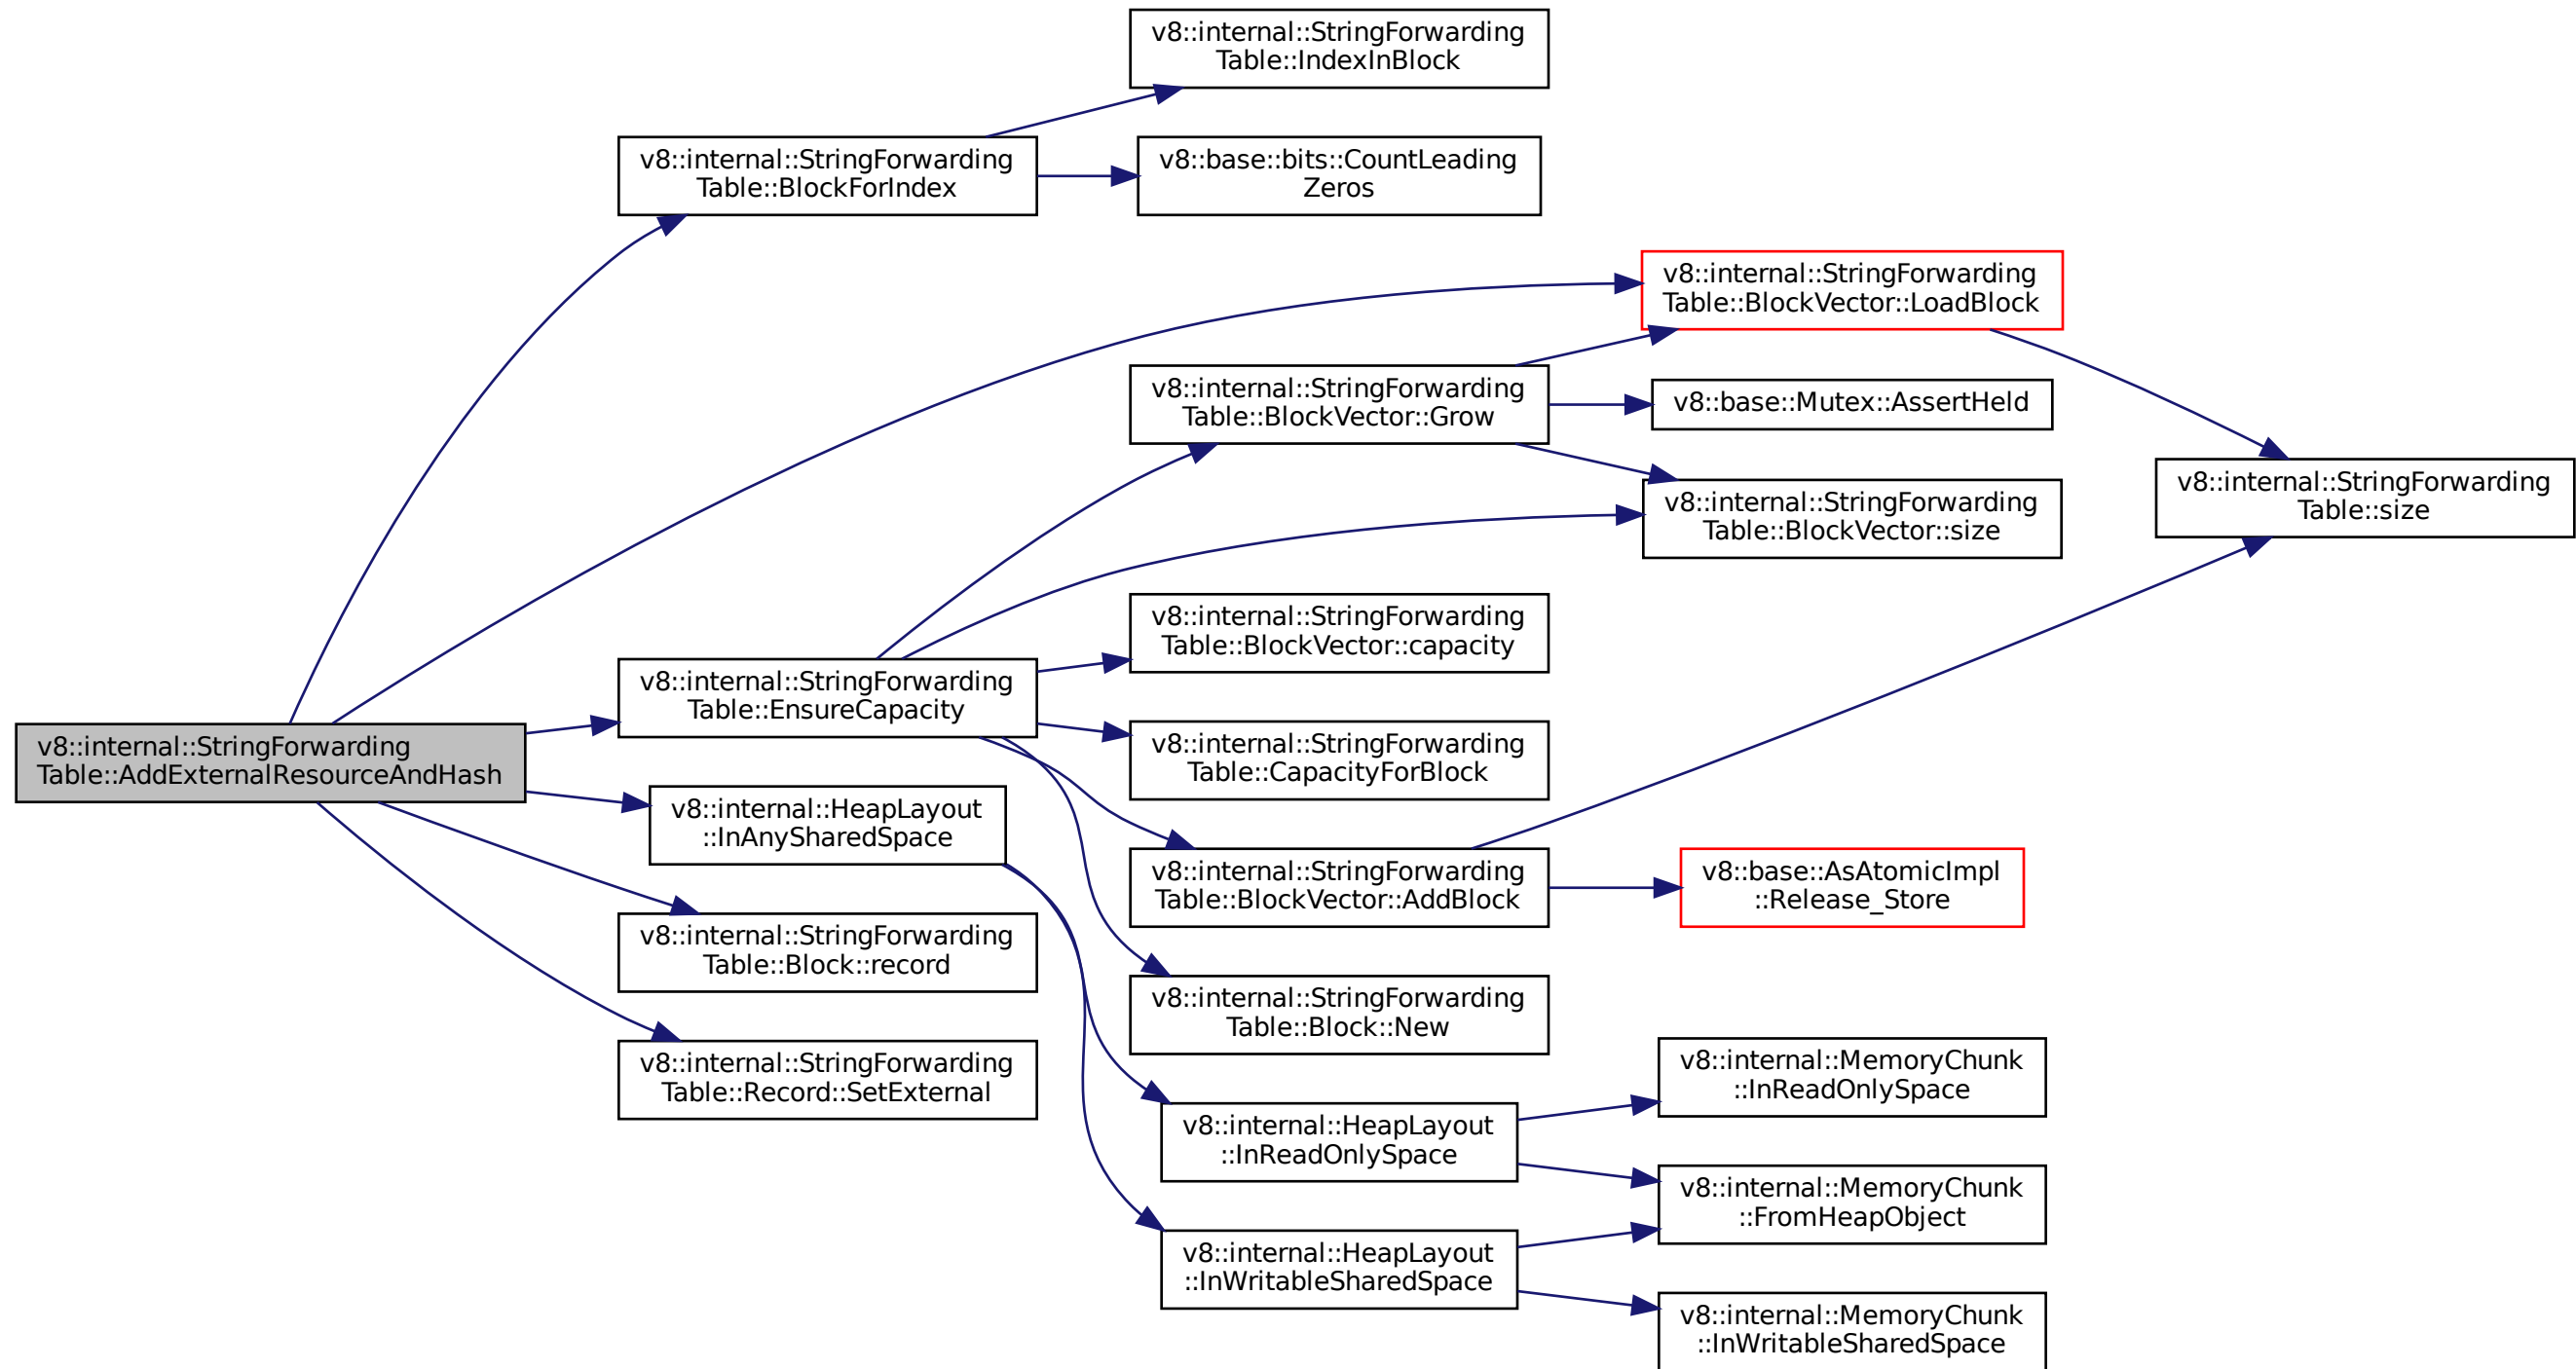 v8::internal::StringForwarding
Table::AddExternalResourceAndHash
v8::internal::StringForwarding
Table::BlockForIndex
v8::internal::StringForwarding
Table::EnsureCapacity
v8::internal::HeapLayout
::InAnySharedSpace
v8::internal::StringForwarding
Table::Block::record
v8::internal::StringForwarding
Table::Record::SetExternal
v8::internal::StringForwarding
Table::IndexInBlock
v8::base::bits::CountLeading
Zeros
v8::internal::StringForwarding
Table::BlockVector::Grow
v8::internal::StringForwarding
Table::BlockVector::capacity
v8::internal::StringForwarding
Table::CapacityForBlock
v8::internal::StringForwarding
Table::BlockVector::AddBlock
v8::internal::StringForwarding
Table::Block::New
v8::internal::HeapLayout
::InReadOnlySpace
v8::internal::HeapLayout
::InWritableSharedSpace
v8::internal::StringForwarding
Table::BlockVector::LoadBlock
v8::base::Mutex::AssertHeld
v8::internal::StringForwarding
Table::BlockVector::size
v8::base::AsAtomicImpl
::Release_Store
v8::internal::MemoryChunk
::InReadOnlySpace
v8::internal::MemoryChunk
::FromHeapObject
v8::internal::MemoryChunk
::InWritableSharedSpace
v8::internal::StringForwarding
Table::size